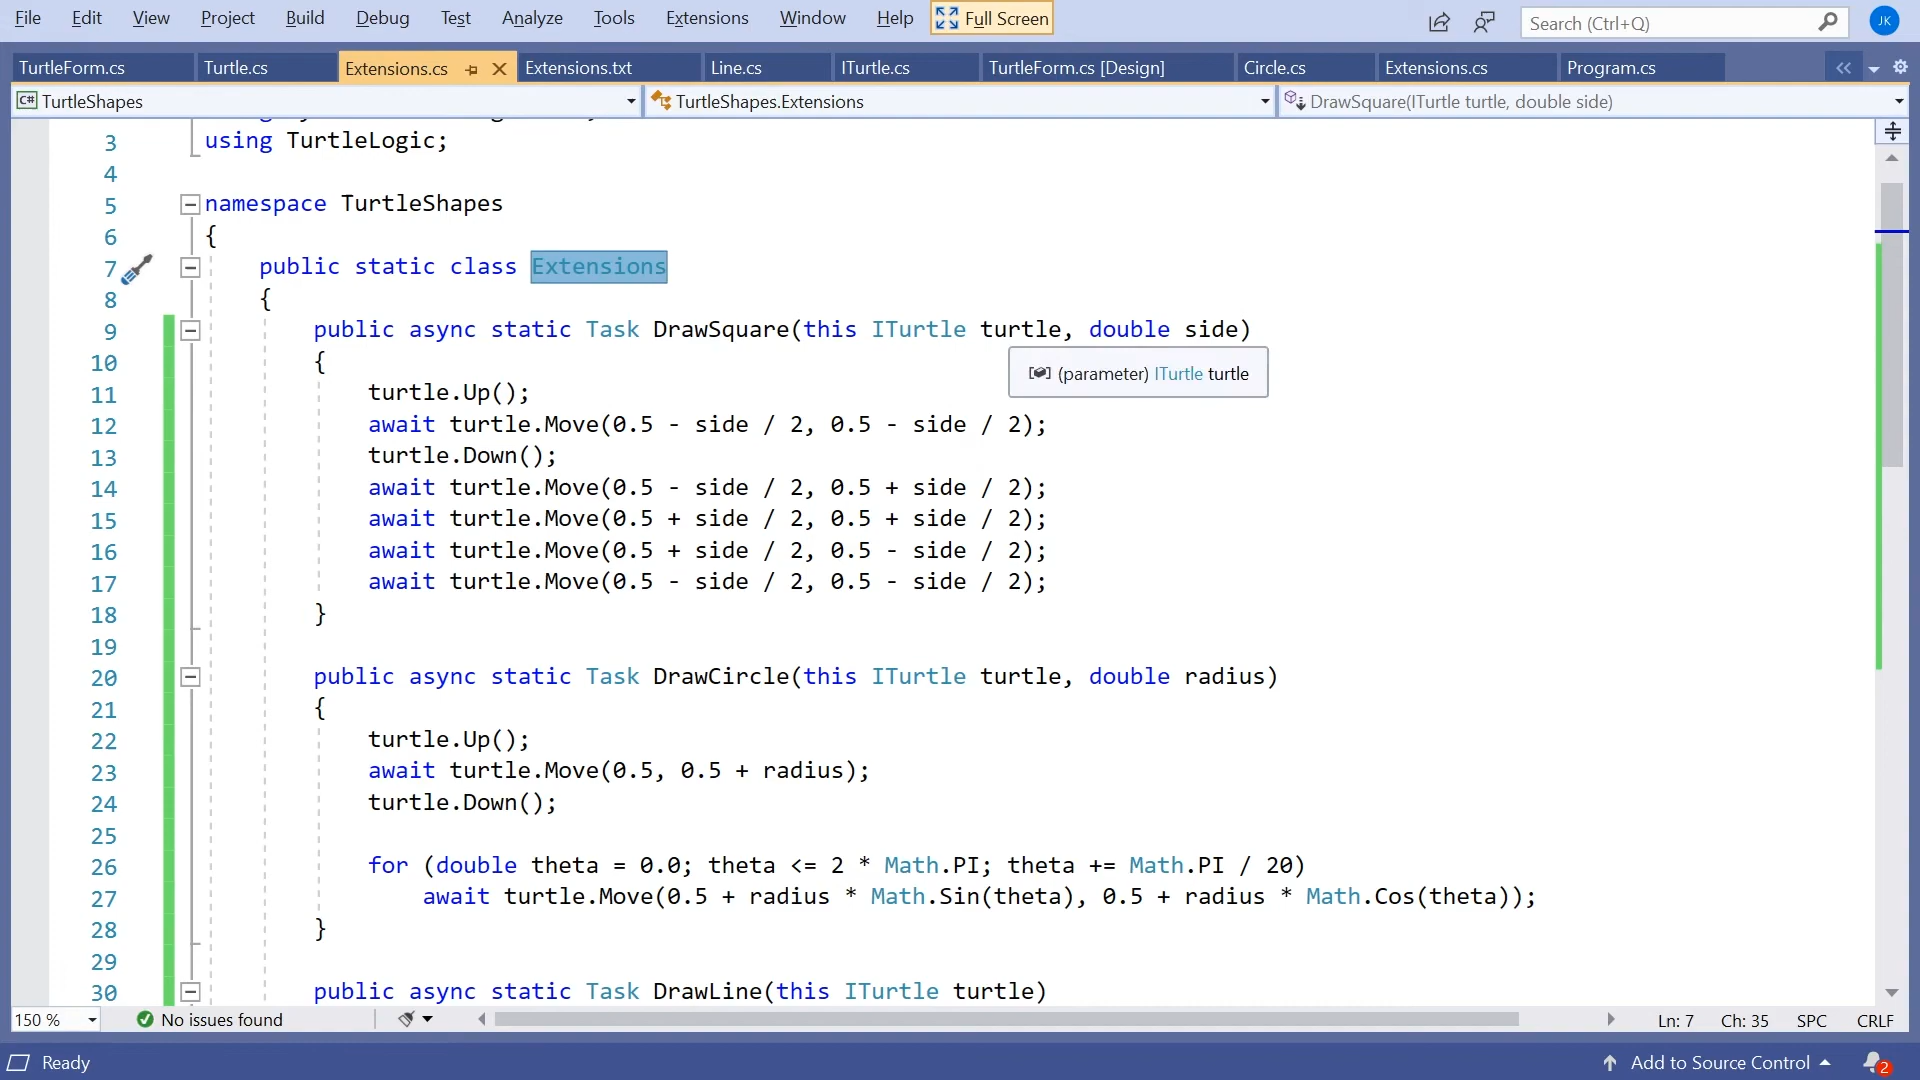 File Edit View Project Build Debug Test Analyze Tools Extensions Window Help Full Screen Search (Ctrl+Q) JK
TurtleForm.cs Turtle.cs Extensions.cs Extensions.txt Line.cs ITurtle.cs TurtleForm.cs [Design] Circle.cs Extensions.cs Program.cs
C# TurtleShapes TurtleShapes.Extensions DrawSquare(ITurtle turtle, double side)
3 using TurtleLogic;
4
5 namespace TurtleShapes
6 {
7 public static class Extensions
8 {
9 public async static Task DrawSquare(this ITurtle turtle, double side)
10 {
(parameter) ITurtle turtle
11 turtle.Up();
12 await turtle.Move(0.5 - side / 2, 0.5 - side / 2);
13 turtle.Down();
14 await turtle.Move(0.5 - side / 2, 0.5 + side / 2);
15 await turtle.Move(0.5 + side / 2, 0.5 + side / 2);
16 await turtle.Move(0.5 + side / 2, 0.5 - side / 2);
17 await turtle.Move(0.5 - side / 2, 0.5 - side / 2);
18 }
19
20 public async static Task DrawCircle(this ITurtle turtle, double radius)
21 {
22 turtle.Up();
23 await turtle.Move(0.5, 0.5 + radius);
24 turtle.Down();
25
26 for (double theta = 0.0; theta <= 2 * Math.PI; theta += Math.PI / 20)
27 await turtle.Move(0.5 + radius * Math.Sin(theta), 0.5 + radius * Math.Cos(theta));
28 }
29
30 public async static Task DrawLine(this ITurtle turtle)
150 % No issues found Ln: 7 Ch: 35 SPC CRLF
Ready Add to Source Control 2